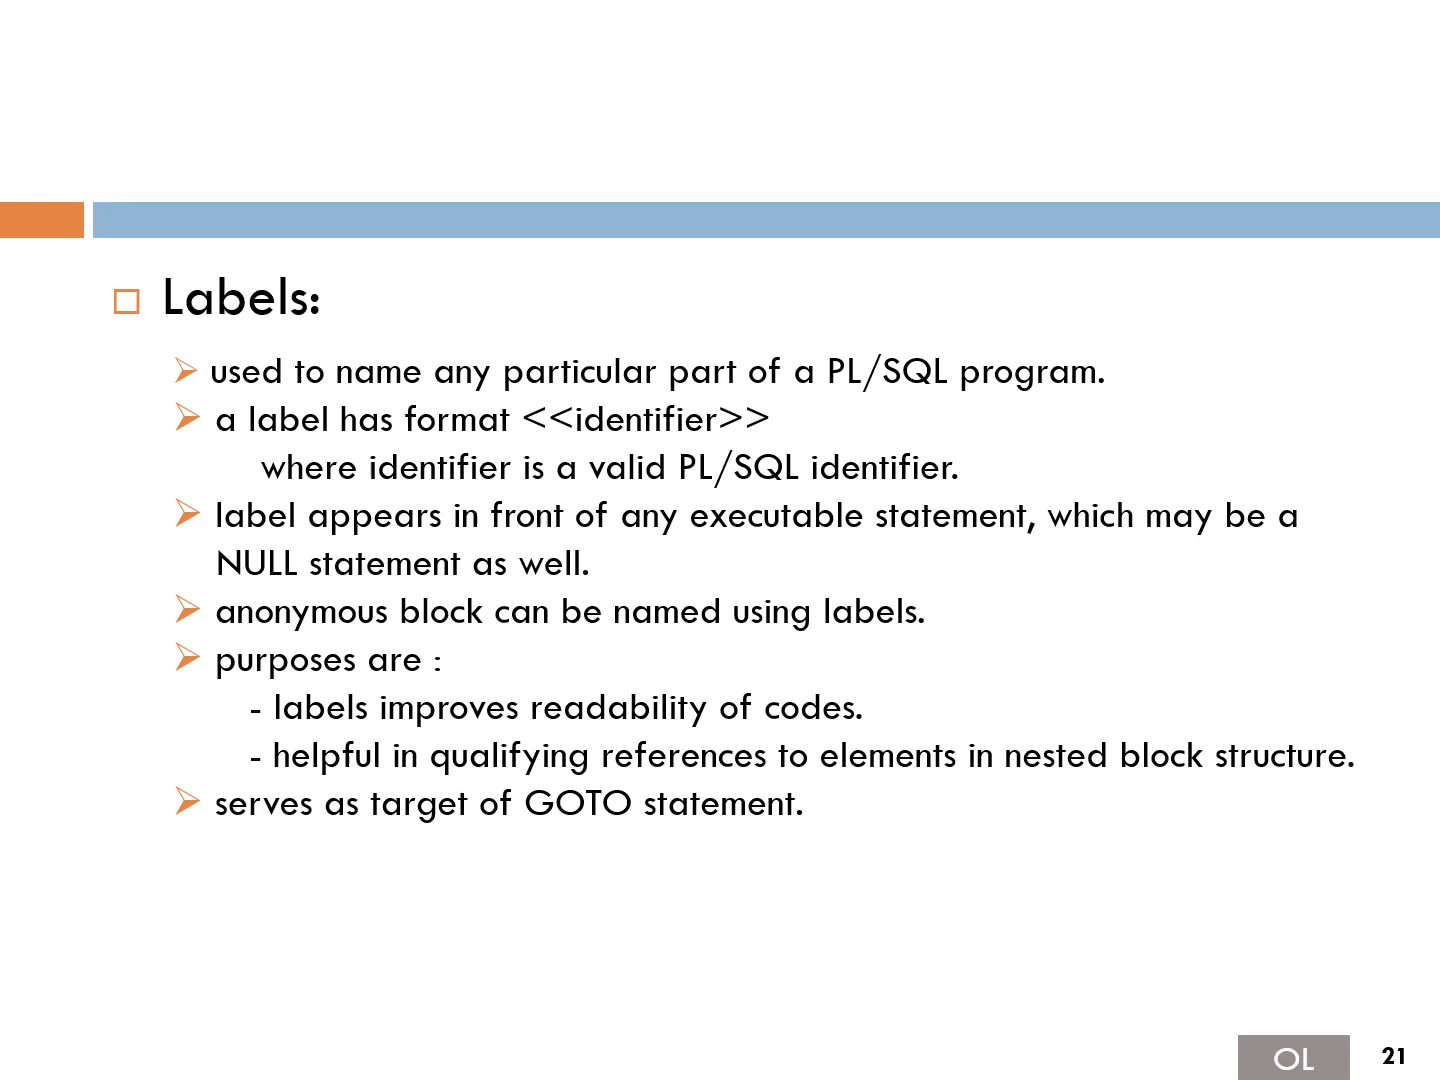 Labels:
used to name any particular part of a PL/SQL program.
a label has format <<identifier>>
where identifier is a valid PL/SQL identifier.
label appears in front of any executable statement, which may be a
NULL statement as well.
anonymous block can be named using labels.
purposes are :
- labels improves readability of codes.
- helpful in qualifying references to elements in nested block structure.
serves as target of GOTO statement.
OL
21